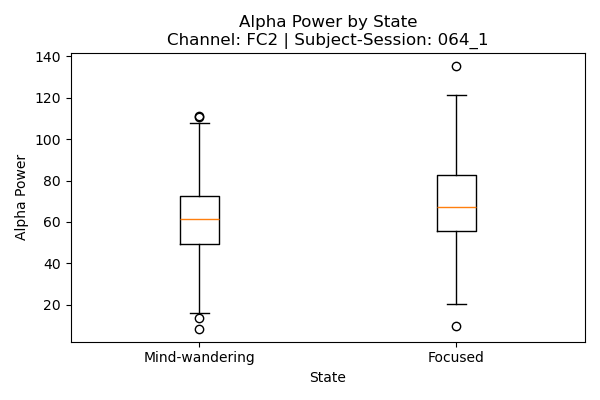 Alpha Power by State
Channel: FC2 | Subject-Session: 064_1
140
120
100
80
60
40
20
Alpha Power
Mind-wandering
Focused
State